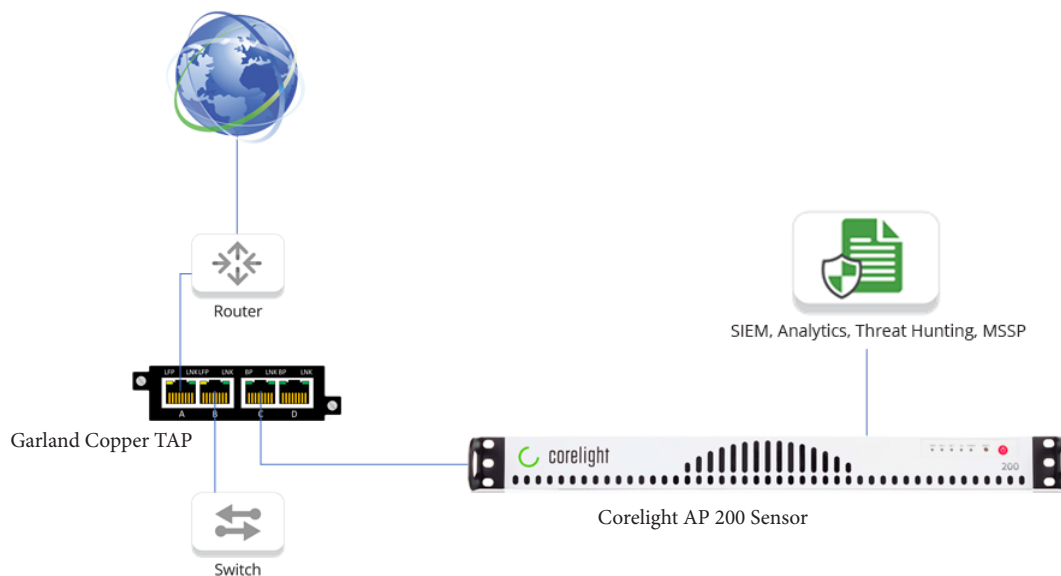 Router
SIEM, Analytics, Threat Hunting, MSSP
LFP LNK LFP LNK BP LNK BP LNK
A B C D
Garland Copper TAP
corelight
200
Corelight AP 200 Sensor
Switch